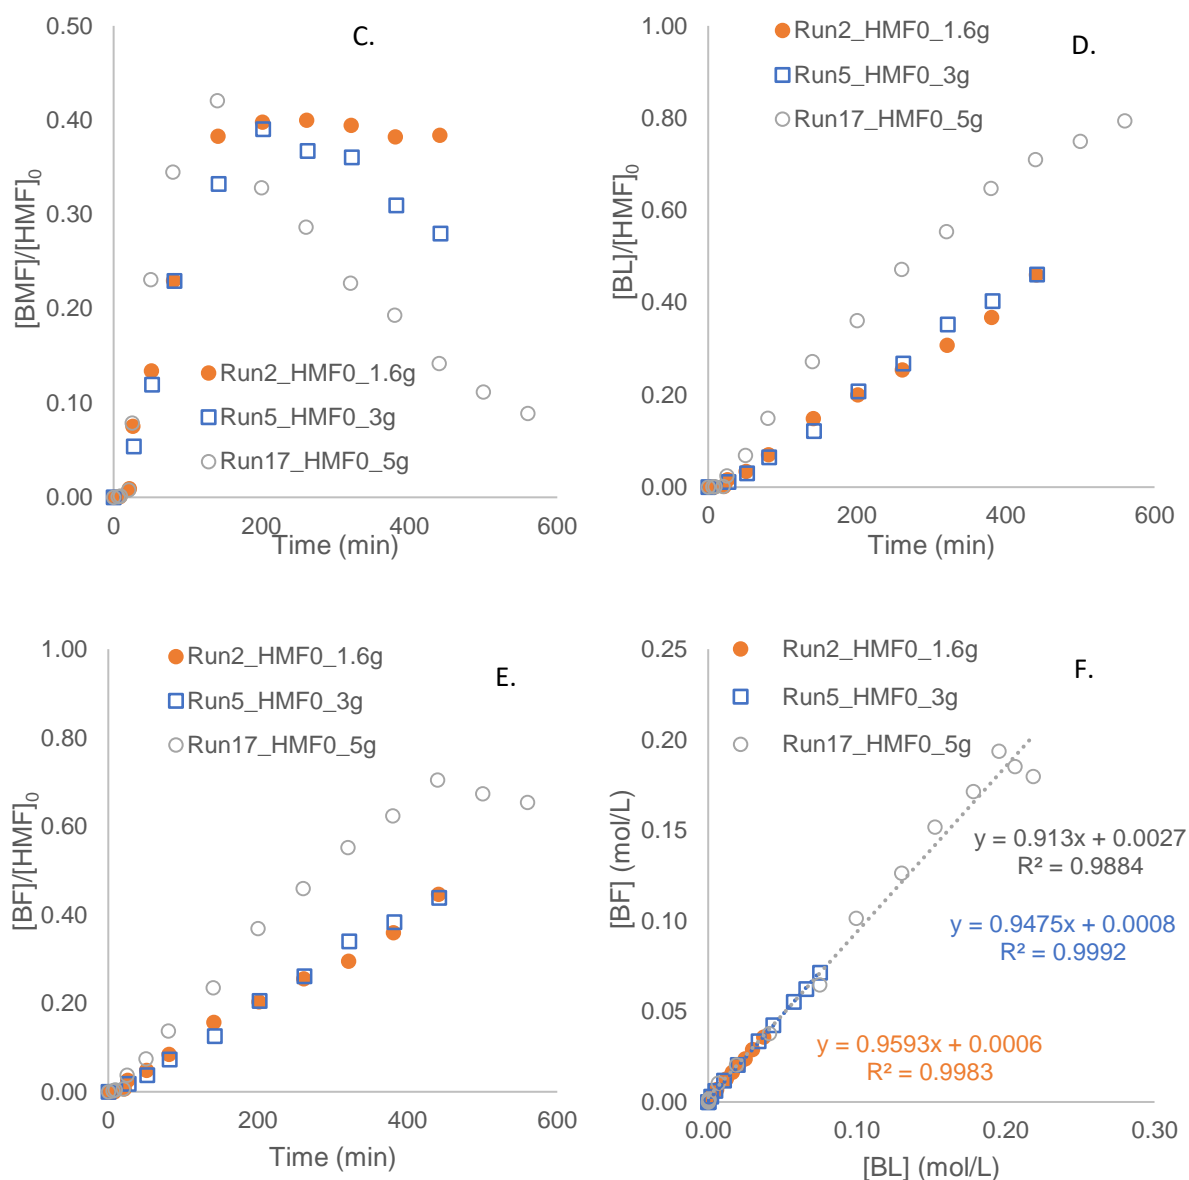 C.
[BMF]/[HMF]₀
0.50
0.40
0.30
0.20
0.10
0.00
Run2_HMF0_1.6g
Run5_HMF0_3g
Run17_HMF0_5g
0
200
400
600
Time (min)
D.
[BL]/[HMF]₀
1.00
0.80
0.60
0.40
0.20
0.00
Run2_HMF0_1.6g
Run5_HMF0_3g
Run17_HMF0_5g
0
200
400
600
Time (min)
E.
[BF]/[HMF]₀
1.00
0.80
0.60
0.40
0.20
0.00
Run2_HMF0_1.6g
Run5_HMF0_3g
Run17_HMF0_5g
0
200
400
600
Time (min)
F.
[BF] (mol/L)
0.25
0.20
0.15
0.10
0.05
0.00
Run2_HMF0_1.6g
Run5_HMF0_3g
Run17_HMF0_5g
y = 0.913x + 0.0027
R² = 0.9884
y = 0.9475x + 0.0008
R² = 0.9992
y = 0.9593x + 0.0006
R² = 0.9983
0.00
0.10
0.20
0.30
[BL] (mol/L)